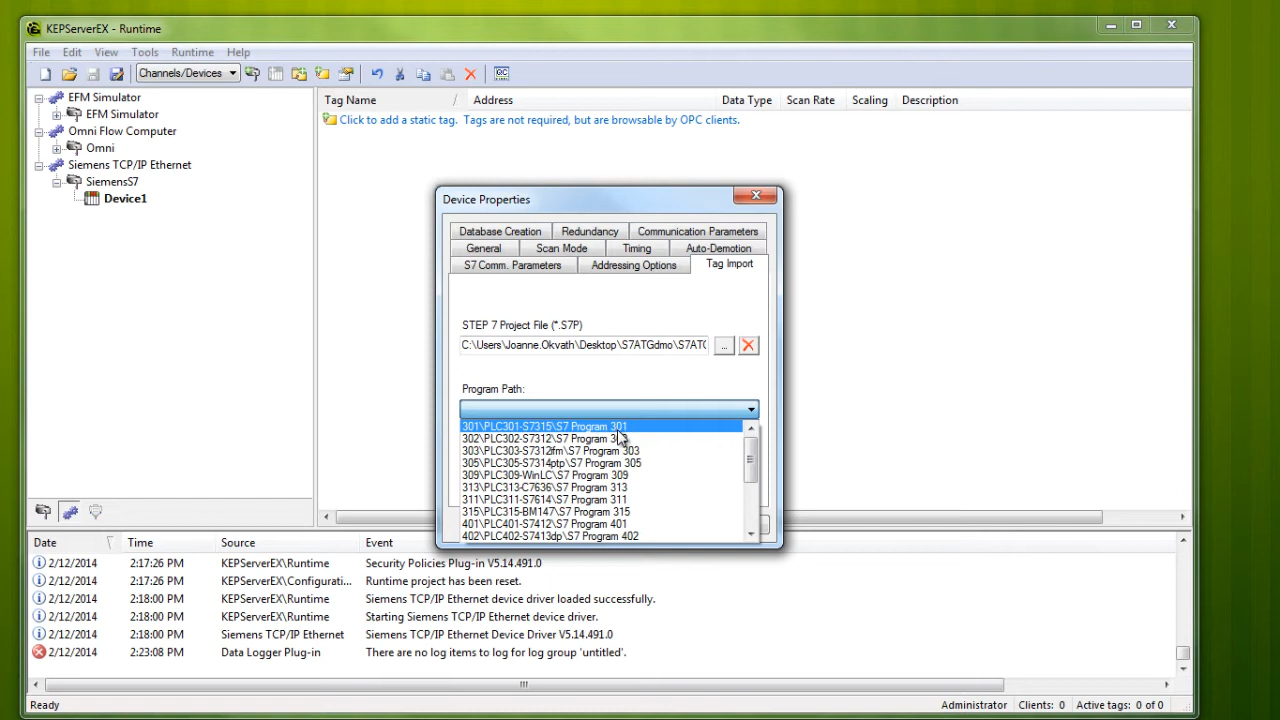 KEPServerEX - Runtime
File Edit View Tools Runtime Help
Channels/Devices
EFM Simulator
EFM Simulator
Omni Flow Computer
Omni
Siemens TCP/IP Ethernet
SiemensS7
Device1
Tag Name / Address Data Type Scan Rate Scaling Description
Click to add a static tag. Tags are not required, but are browsable by OPC clients.
Device Properties
Database Creation Redundancy Communication Parameters
General Scan Mode Timing Auto-Demotion
S7 Comm. Parameters Addressing Options Tag Import
STEP 7 Project File (*.S7P)
C:\Users\Joanne.Okvath\Desktop\S7ATGdmo\S7ATG ...
Program Path:
301\PLC301-S7315\S7 Program 301
302\PLC302-S7312\S7 Program
303\PLC303-S7312ifm\S7 Program 303
305\PLC305-S7314ptp\S7 Program 305
309\PLC309-WinLC\S7 Program 309
313\PLC313-C7636\S7 Program 313
311\PLC311-S7614\S7 Program 311
315\PLC315-BM147\S7 Program 315
401\PLC401-S7412\S7 Program 401
402\PLC402-S7413dp\S7 Program 402
Date Time Source Event
2/12/2014 2:17:26 PM KEPServerEX\Runtime Security Policies Plug-in V5.14.491.0
2/12/2014 2:17:26 PM KEPServerEX\Configurati... Runtime project has been reset.
2/12/2014 2:18:00 PM KEPServerEX\Runtime Siemens TCP/IP Ethernet device driver loaded successfully.
2/12/2014 2:18:00 PM KEPServerEX\Runtime Starting Siemens TCP/IP Ethernet device driver.
2/12/2014 2:18:00 PM Siemens TCP/IP Ethernet Siemens TCP/IP Ethernet Device Driver V5.14.491.0
2/12/2014 2:23:08 PM Data Logger Plug-in There are no log items to log for log group 'untitled'.
Ready Administrator Clients: 0 Active tags: 0 of 0